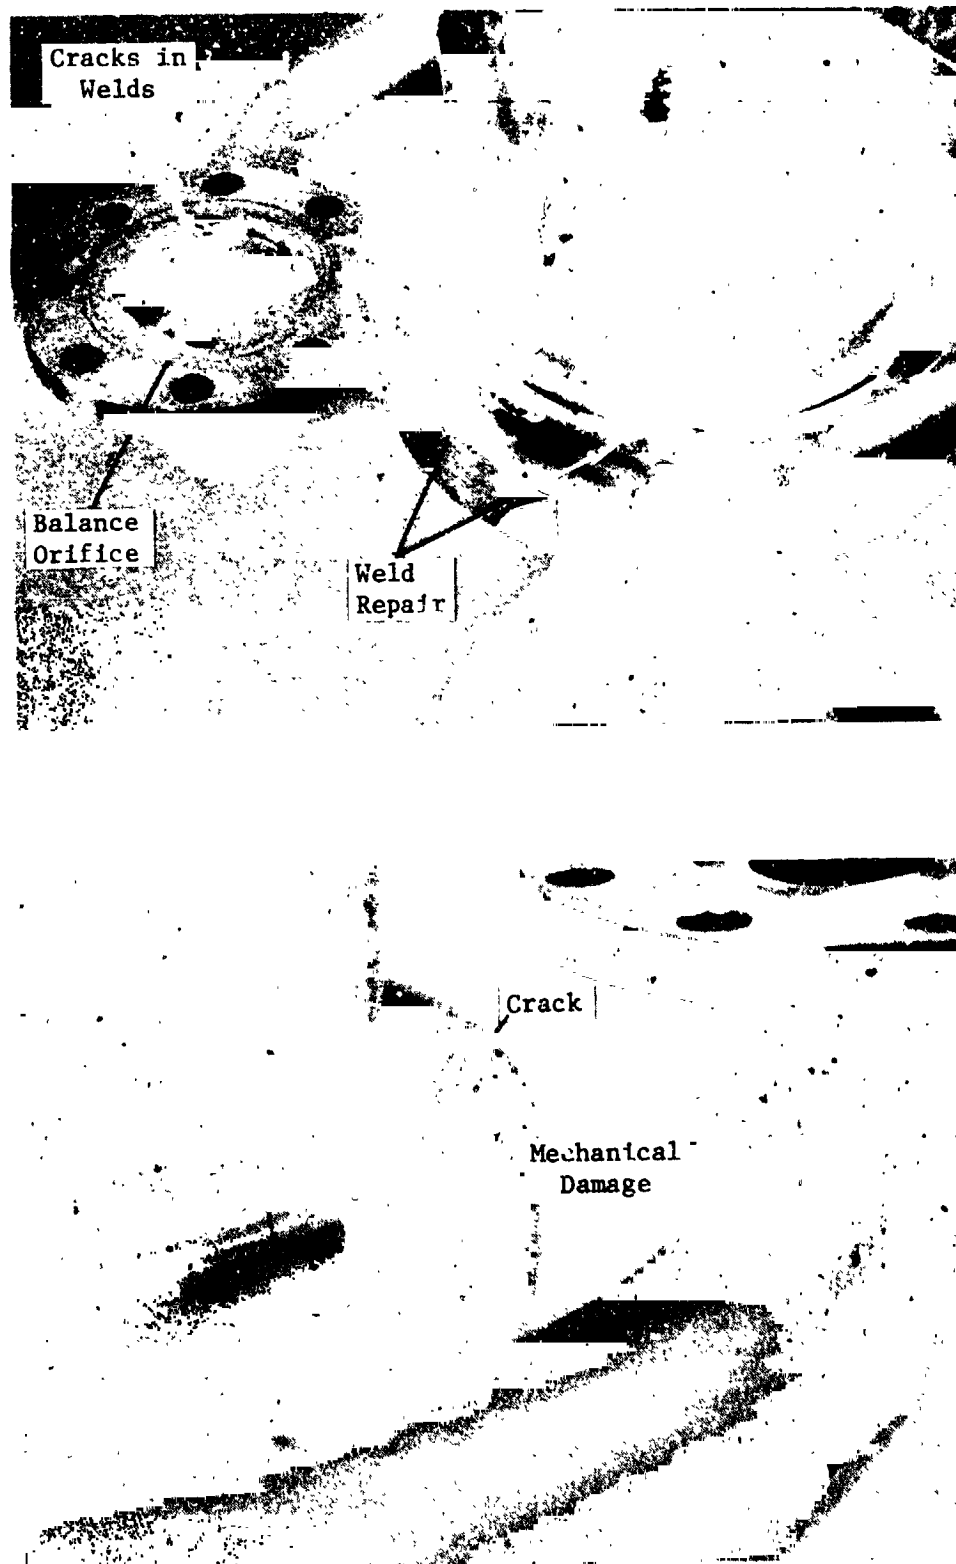 Cracks in
Welds
Balance
Orifice
Weld
Repair
Crack
Mechanical
Damage